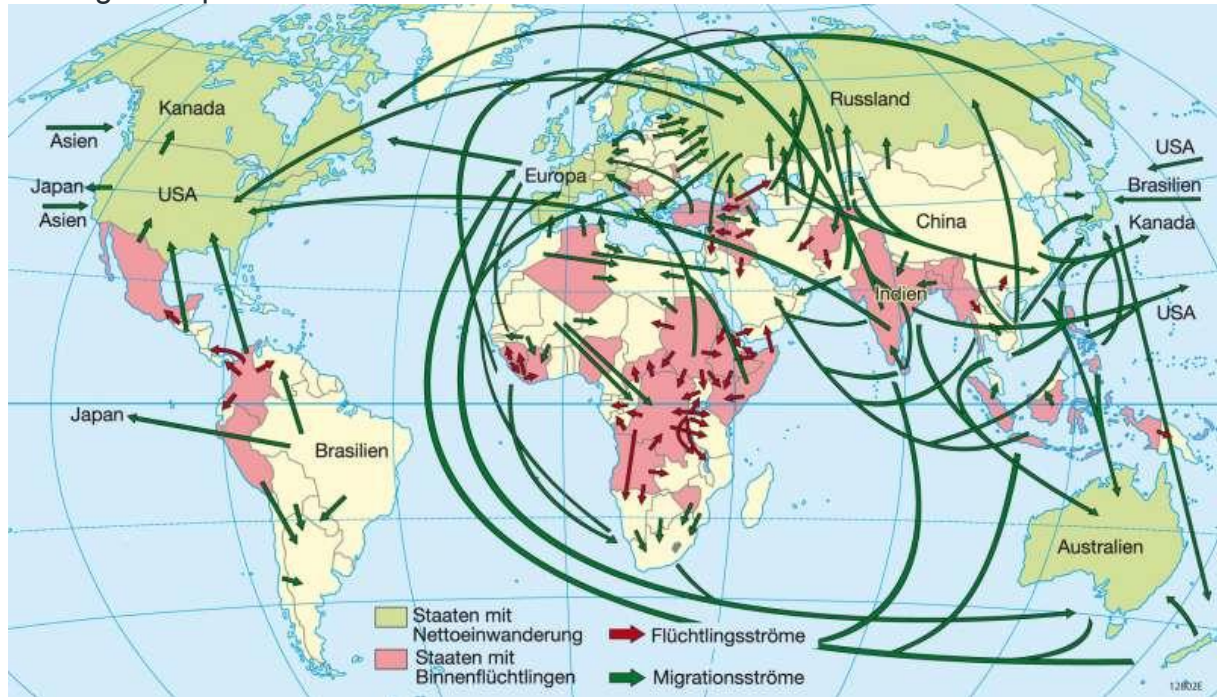 Kanada
Russland
Asien
USA
Japan
USA
Europa
Brasilien
Asien
China
Kanada
Indien
USA
Japan
Brasilien
Australien
Staaten mit
Nettoeinwanderung
Flüchtlingsströme
Staaten mit
Binnenflüchtlingen
Migrationsströme
12802E